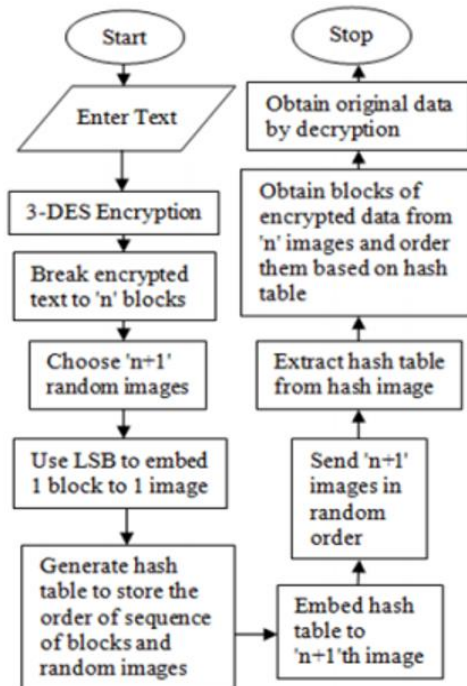 Start
Enter Text
3-DES Encryption
Break encrypted
text to 'n' blocks
Choose 'n+1'
random images
Use LSB to embed
1 block to 1 image
Generate hash
table to store the
order of sequence
of blocks and
random images
Embed hash
table to
'n+1'th image
Send 'n+1'
images in
random
order
Extract hash table
from hash image
Obtain blocks of
encrypted data from
'n' images and order
them based on hash
table
Obtain original data
by decryption
Stop